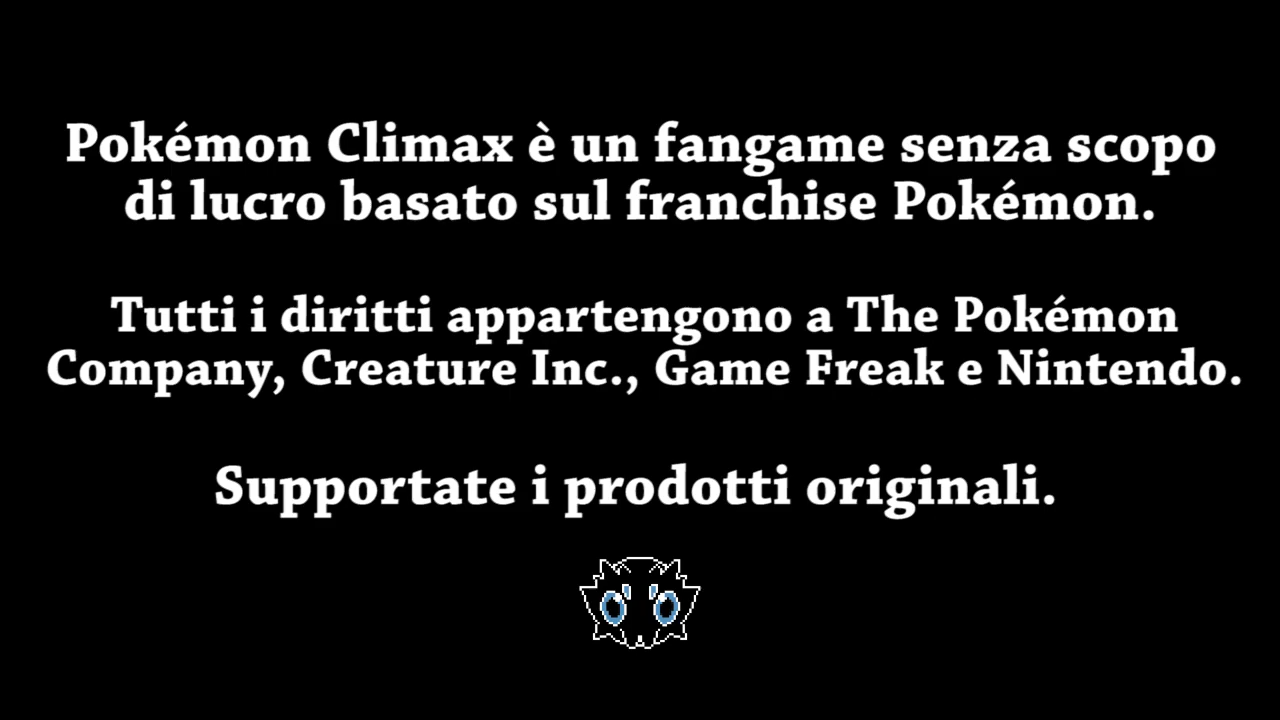 Pokémon Climax è un fangame senza scopo
di lucro basato sul franchise Pokémon.
Tutti i diritti appartengono a The Pokémon
Company, Creature Inc., Game Freak e Nintendo.
Supportate i prodotti originali.